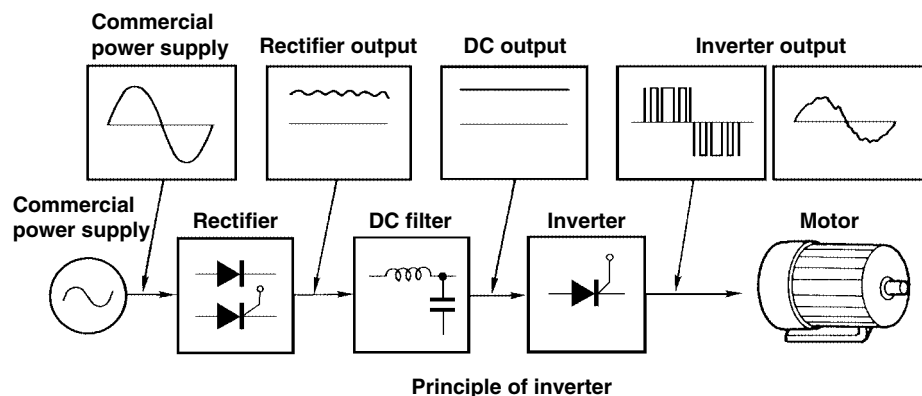 Commercial
power supply
Rectifier output
DC output
Inverter output
Commercial
power supply
Rectifier
DC filter
Inverter
Motor
Principle of inverter